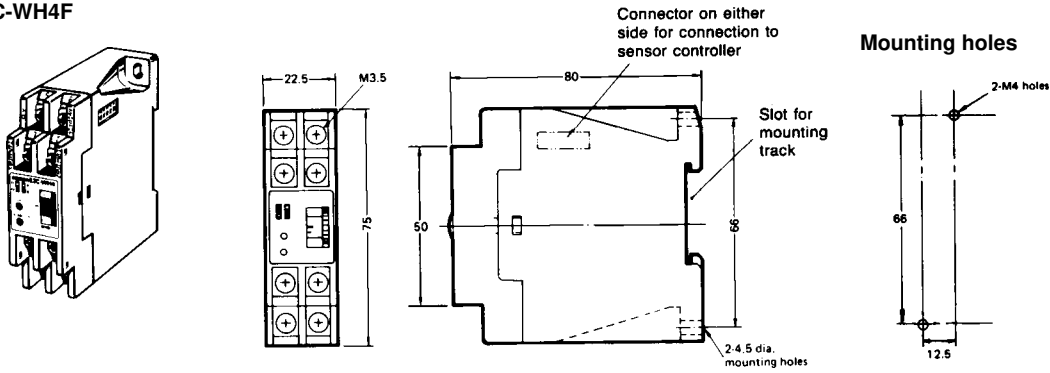 C-WH4F
Connector on either
side for connection to
sensor controller
Mounting holes
22.5
M3.5
80
2-M4 holes
Slot for
mounting
track
75
50
66
66
2-4.5 dia.
mounting holes
12.5